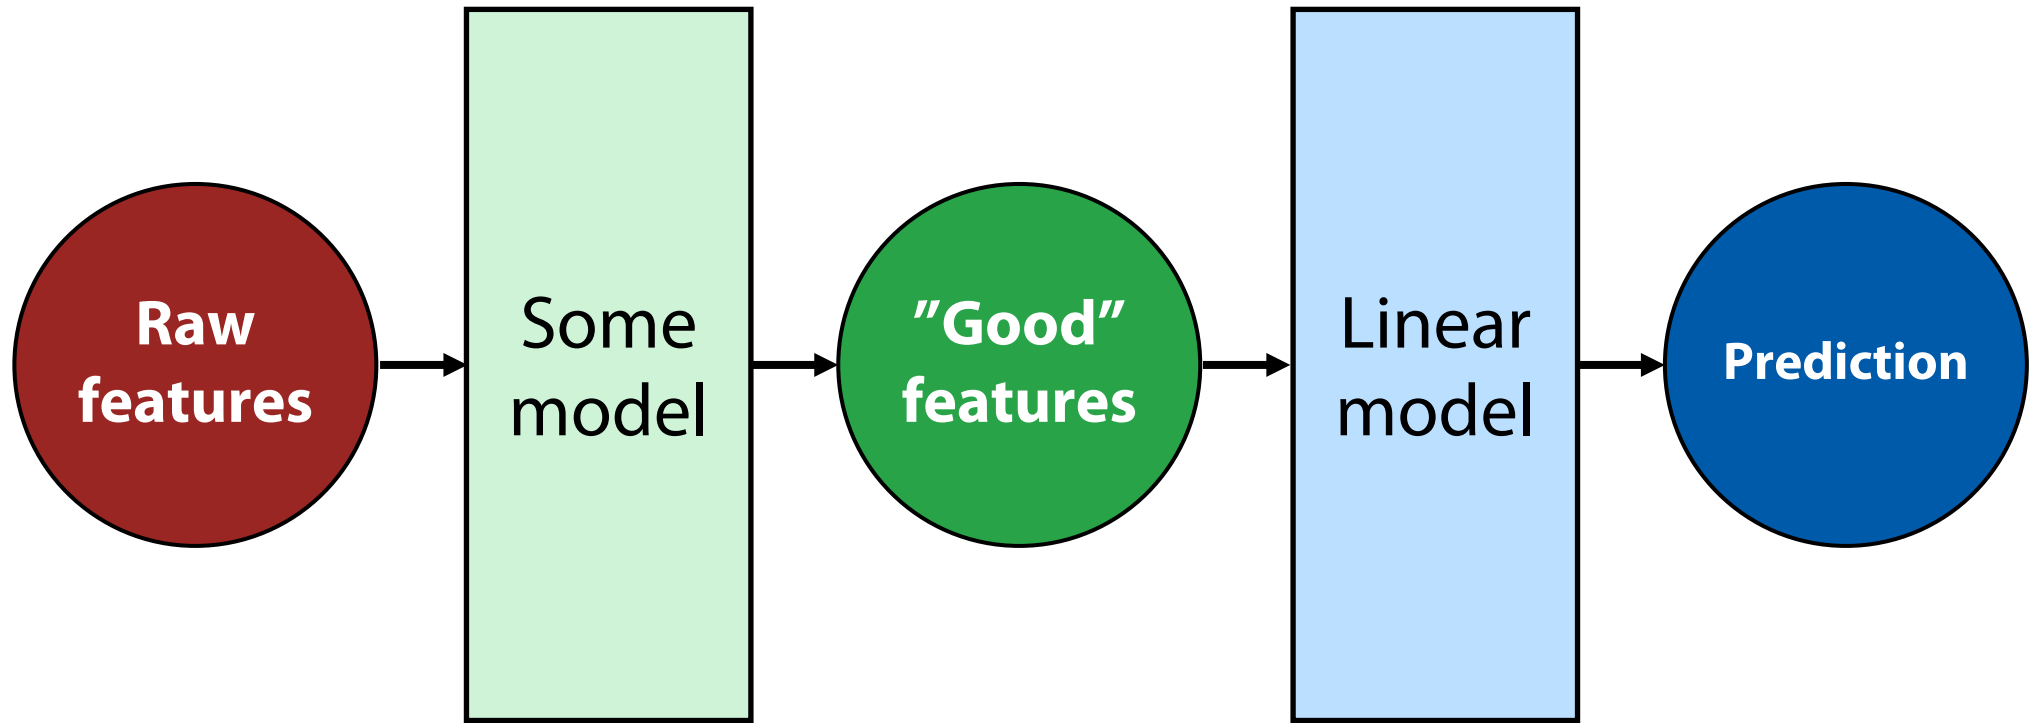 Raw
features
Some
model
”Good”
features
Linear
model
Prediction